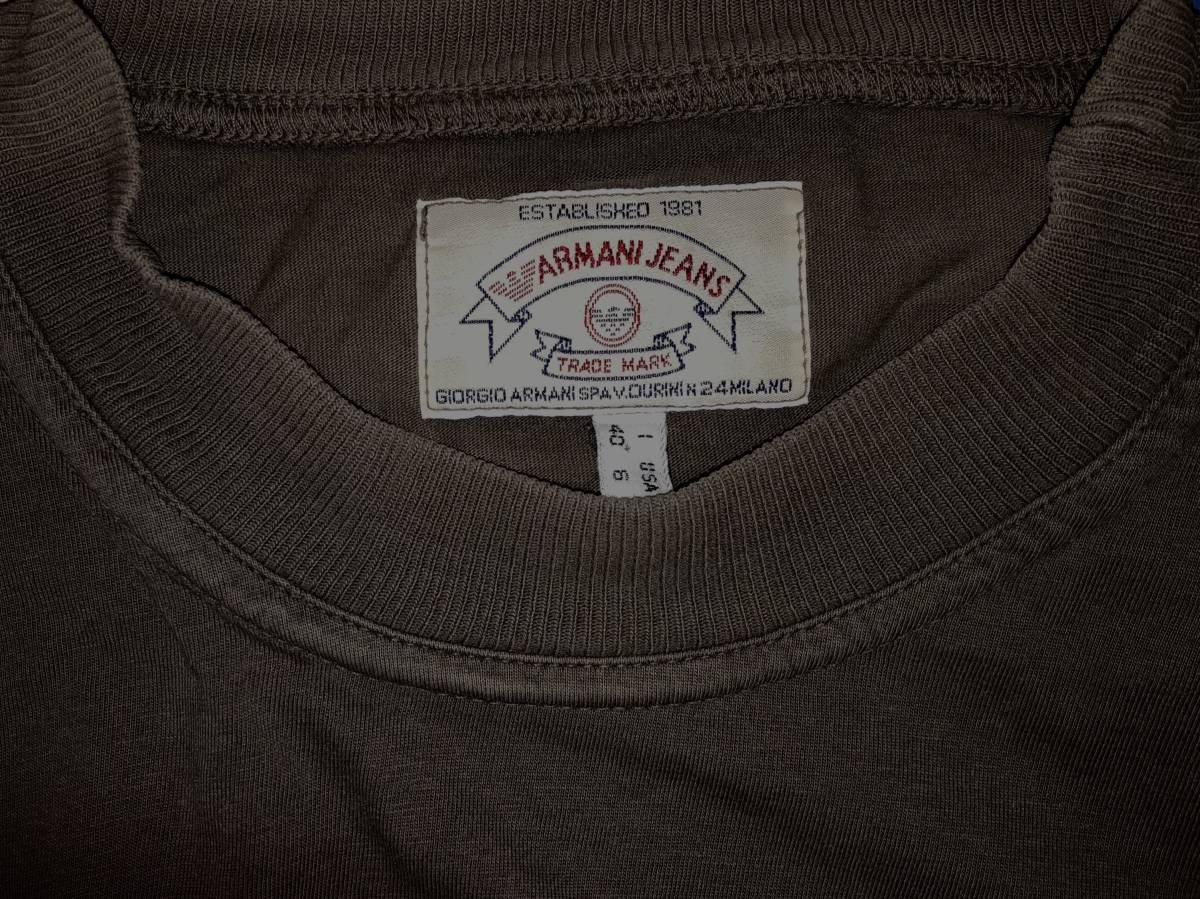 ESTABLISHED 1981
ARMANI JEANS
TRADE MARK
GIORGIO ARMANI SPA V. DURINI N 24 MILANO
I USA
40 6